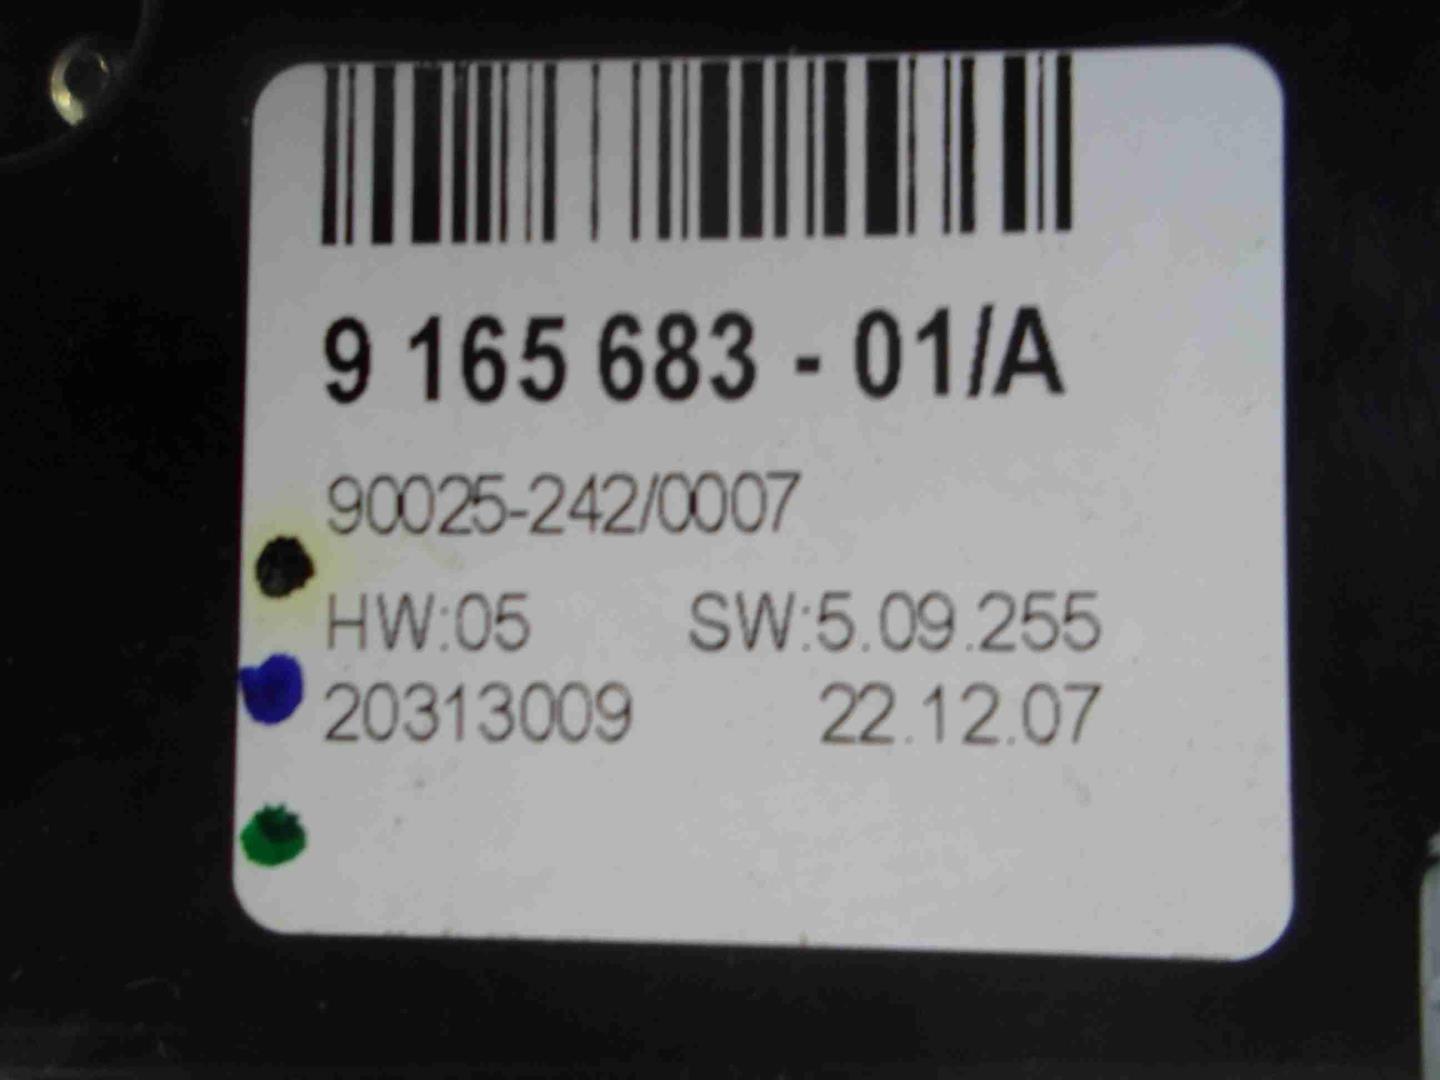 9 165 683 - 01/A
90025-242/0007
HW:05 SW:5.09.255
20313009 22.12.07